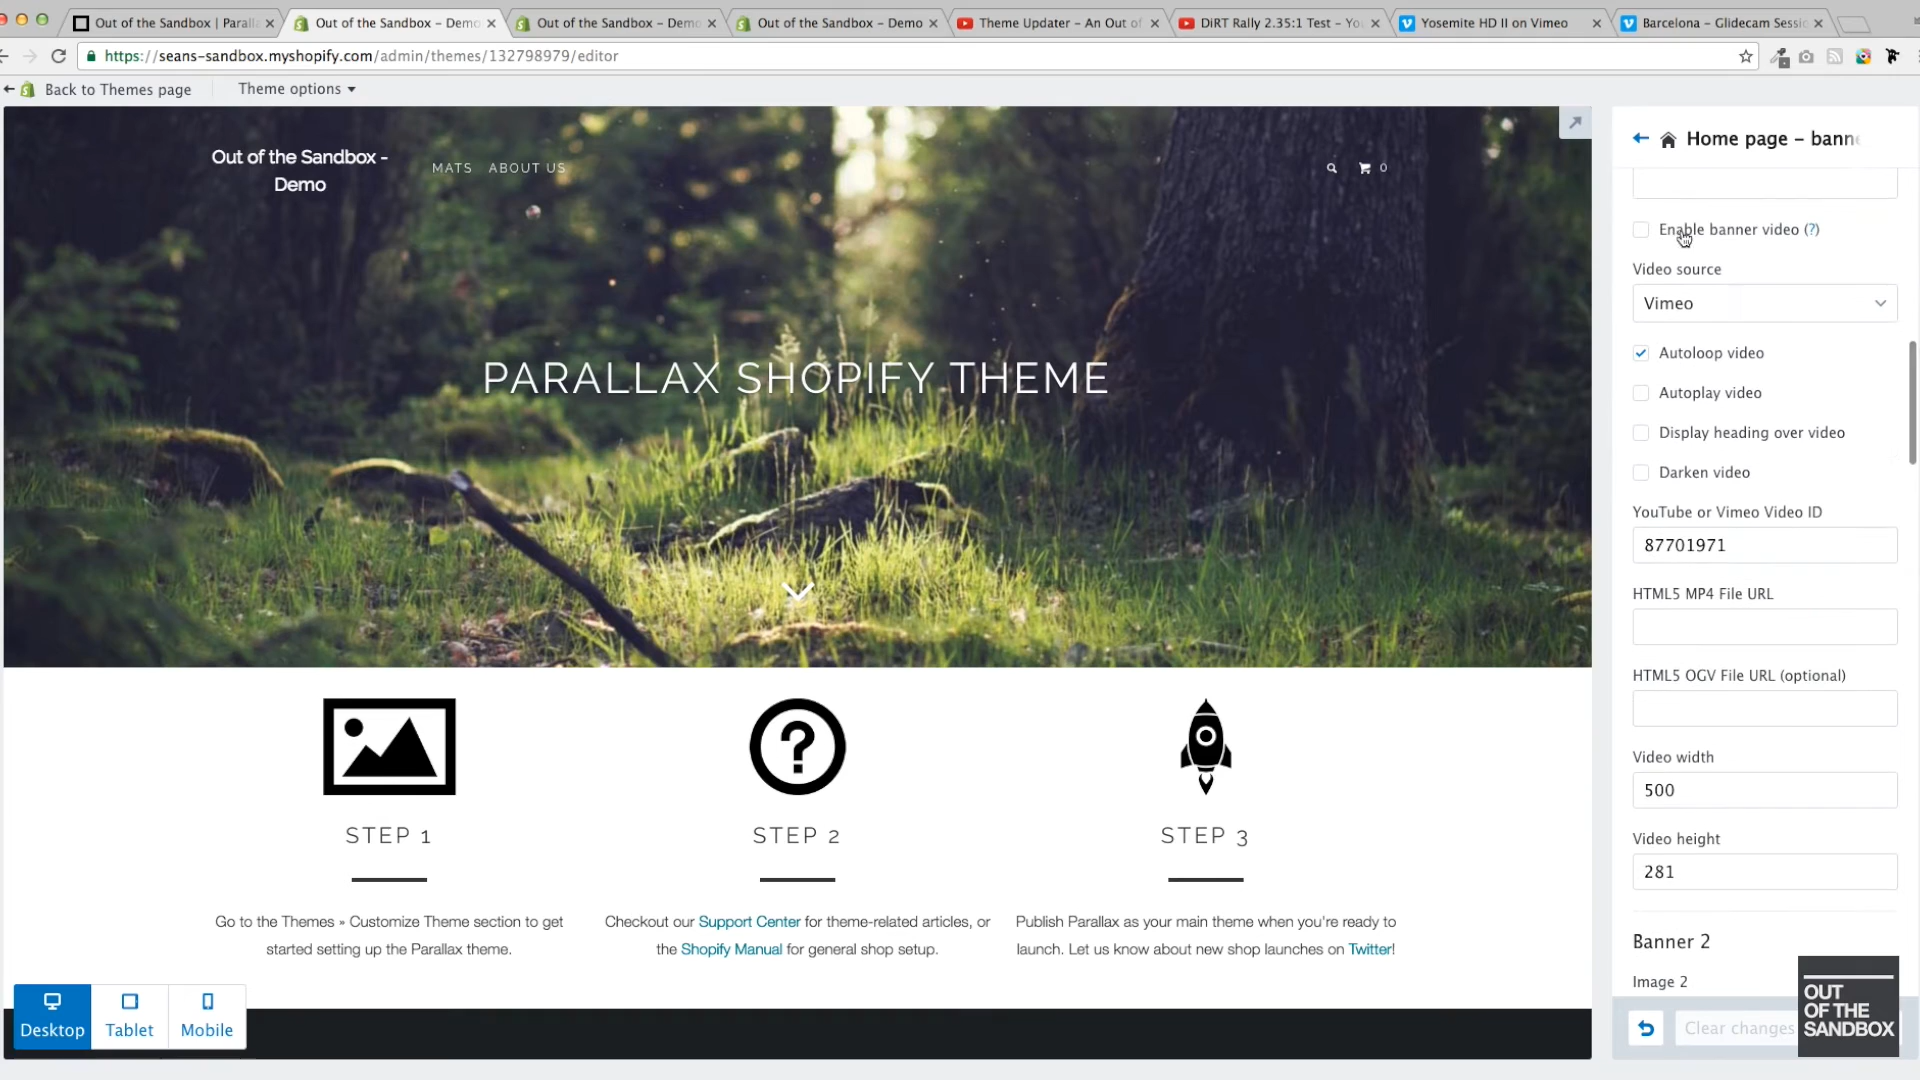 Out of the Sandbox | Paralla
Out of the Sandbox - Demo
Out of the Sandbox - Demo
Out of the Sandbox - Demo
Theme Updater - An Out of
DiRT Rally 2.35:1 Test - Yo
Yosemite HD II on Vimeo
Barcelona - Glidecam Sessi
https://seans-sandbox.myshopify.com/admin/themes/132798979/editor
Back to Themes page
Theme options
Out of the Sandbox -
Demo
MATS
ABOUT US
0
PARALLAX SHOPIFY THEME
STEP 1
STEP 2
STEP 3
Go to the Themes » Customize Theme section to get
started setting up the Parallax theme.
Checkout our Support Center for theme-related articles, or
the Shopify Manual for general shop setup.
Publish Parallax as your main theme when you're ready to
launch. Let us know about new shop launches on Twitter!
Desktop
Tablet
Mobile
Home page – banne
Enable banner video (?)
Video source
Vimeo
Autoloop video
Autoplay video
Display heading over video
Darken video
YouTube or Vimeo Video ID
87701971
HTML5 MP4 File URL
HTML5 OGV File URL (optional)
Video width
500
Video height
281
Banner 2
Image 2
Clear changes
OUT
OF THE
SANDBOX